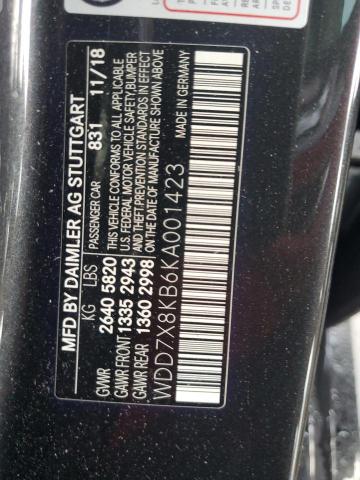 MFD BY DAIMLER AG STUTTGART
PASSENGER CAR 831 11/18
KG LBS
GVWR 2640 5820
GAWR FRONT 1335 2943
GAWR REAR 1360 2998
THIS VEHICLE CONFORMS TO ALL APPLICABLE
U.S. FEDERAL MOTOR VEHICLE SAFETY, BUMPER
AND THEFT PREVENTION STANDARDS IN EFFECT
ON THE DATE OF MANUFACTURE SHOWN ABOVE
MADE IN GERMANY
WDD7X8KB6KA001423